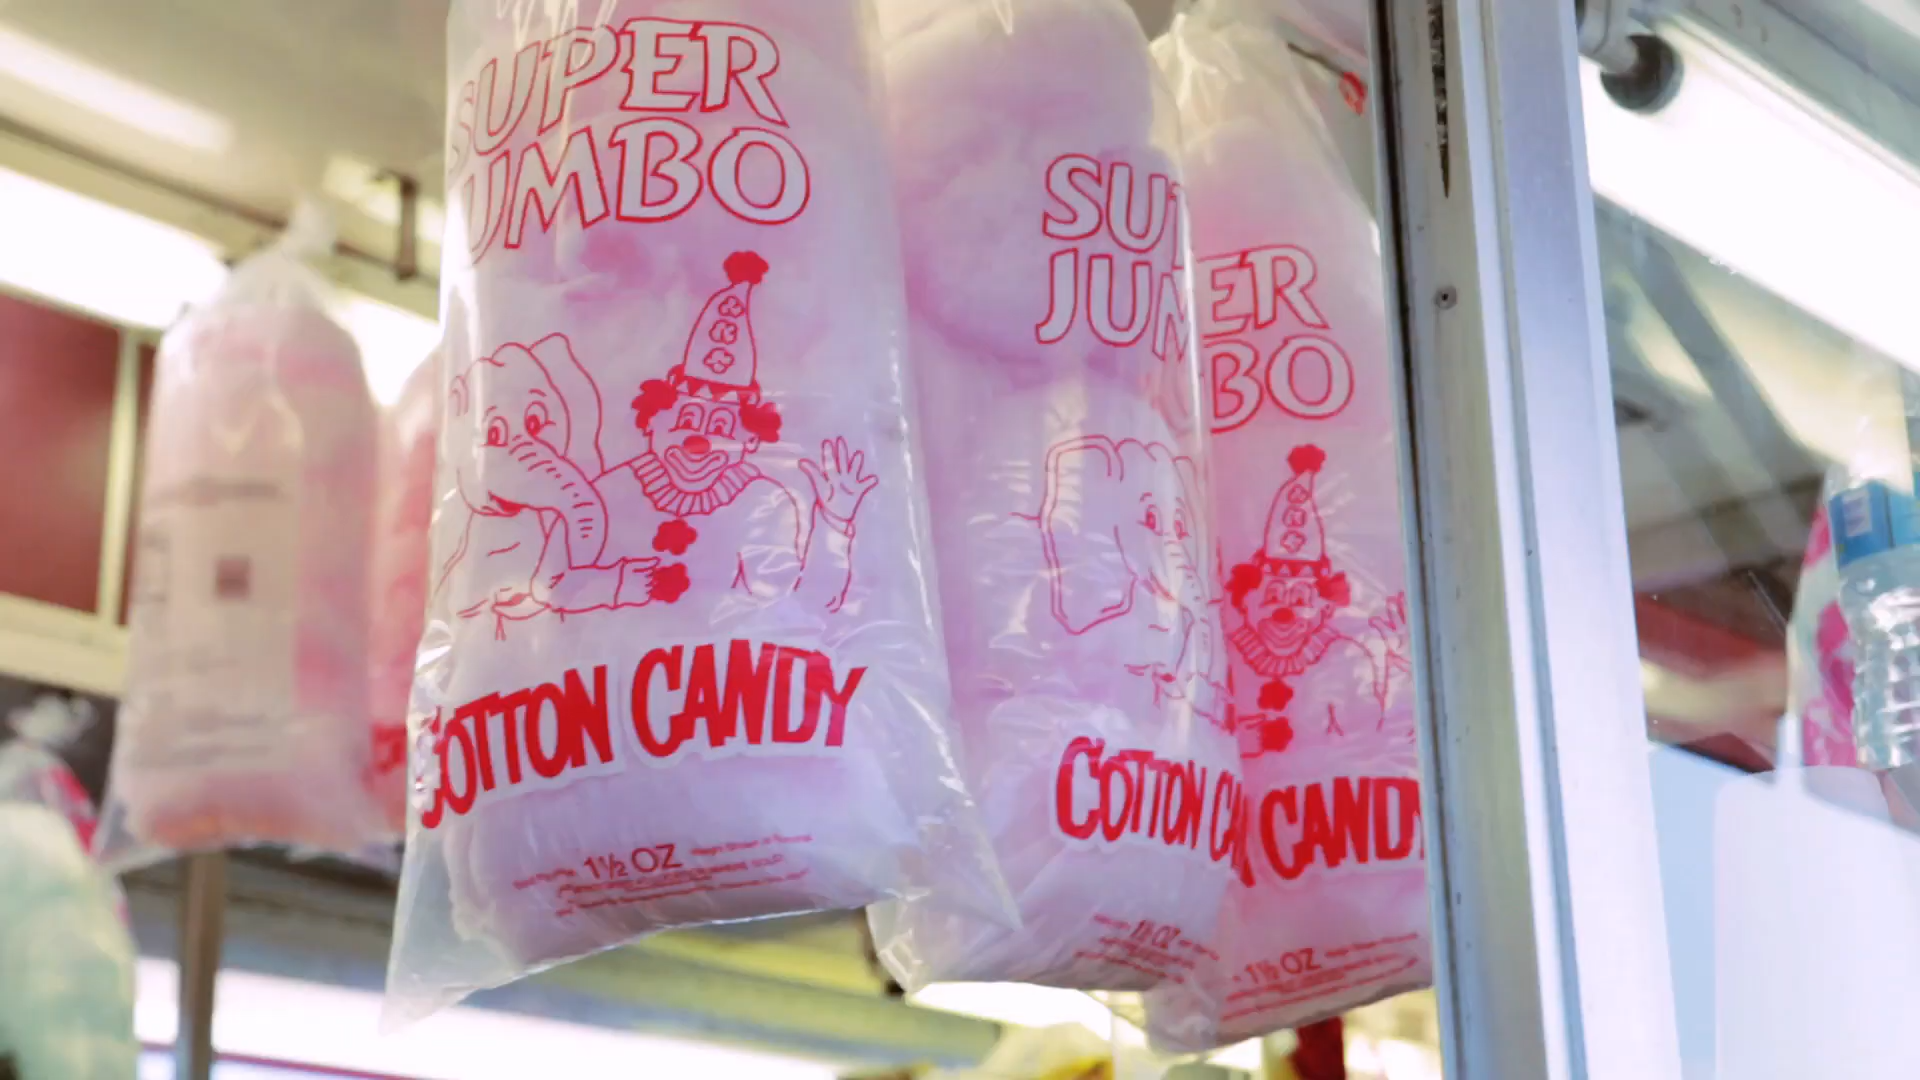 SUPER
JUMBO
COTTON CANDY
1½ OZ
SUP
JUM
COTTON CA
1½ OZ
ER
BO
CANDY
1½ OZ